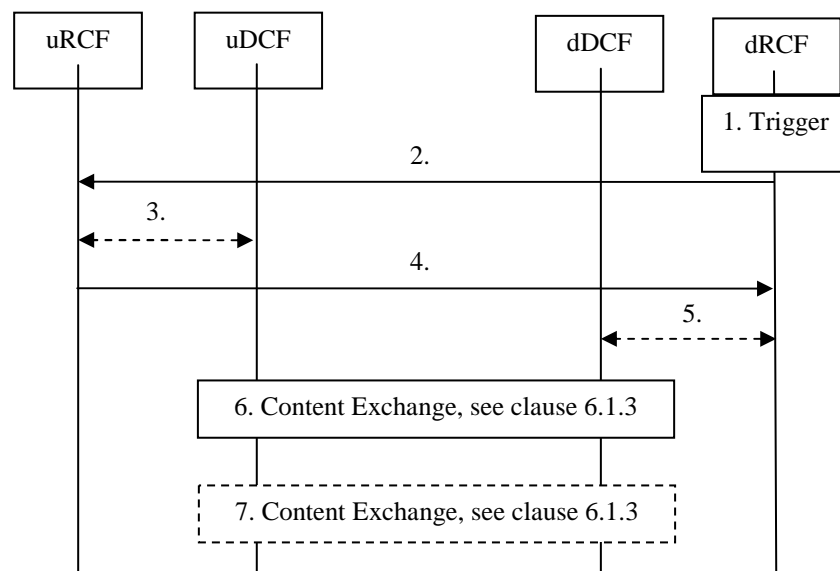 uRCF
uDCF
dDCF
dRCF
1. Trigger
2.
3.
4.
5.
6. Content Exchange, see clause 6.1.3
7. Content Exchange, see clause 6.1.3